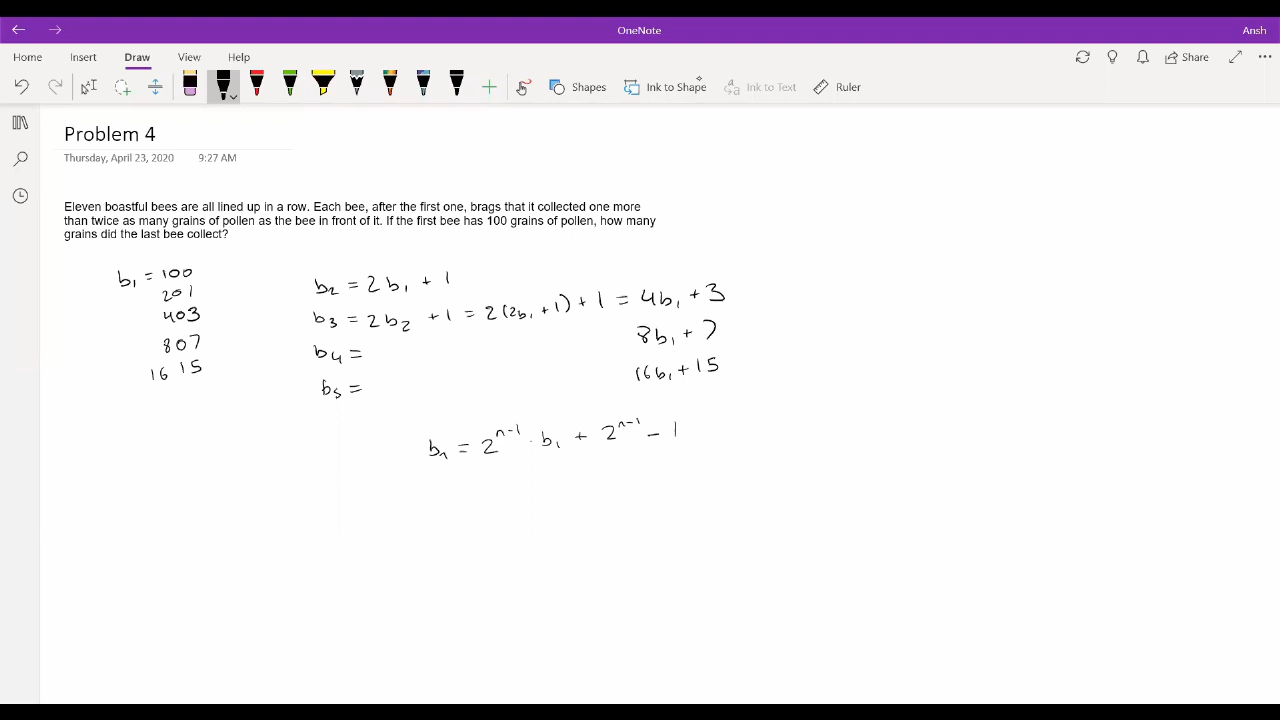 OneNote
Ansh
Home Insert Draw View Help
Share
Shapes Ink to Shape Ink to Text Ruler
Problem 4
Thursday, April 23, 2020 9:27 AM
Eleven boastful bees are all lined up in a row. Each bee, after the first one, brags that it collected one more
than twice as many grains of pollen as the bee in front of it. If the first bee has 100 grains of pollen, how many
grains did the last bee collect?
b₁ = 100
201
403
807
1615
b₂ = 2b₁ + 1
b₃ = 2b₂ + 1 = 2(2b₁ + 1) + 1 = 4b₁ + 3
b₄ = 8b₁ + 7
b₅ = 16b₁ + 15
bₙ = 2ⁿ⁻¹ · b₁ + 2ⁿ⁻¹ - 1